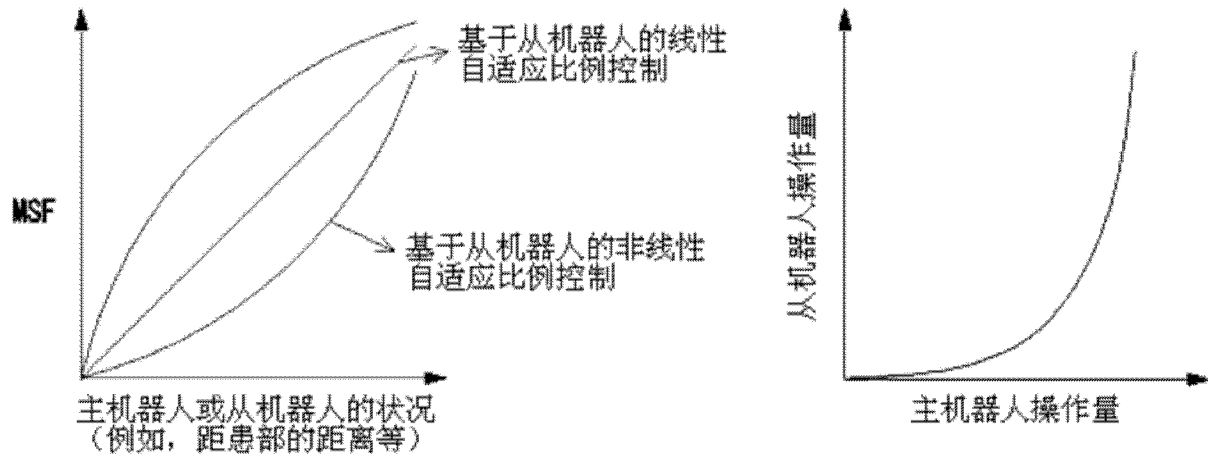 基于从机器人的线性
自适应比例控制
MSF
基于从机器人的非线性
自适应比例控制
主机器人或从机器人的状况
(例如, 距患部的距离等)
从机器人操作量
主机器人操作量